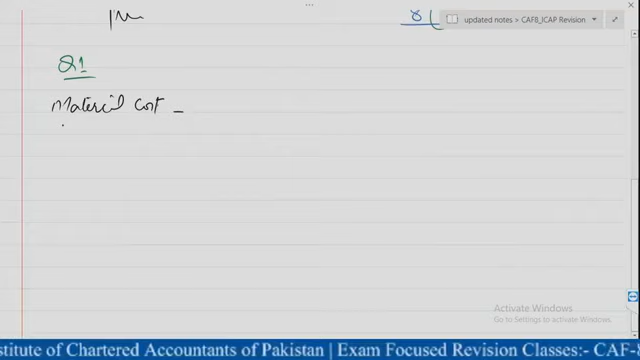 updated notes > CAF8_ICAP Revision
Q1
Material Cost -
Activate Windows
Go to Settings to activate Windows.
stitute of Chartered Accountants of Pakistan | Exam Focused Revision Classes:- CAF-